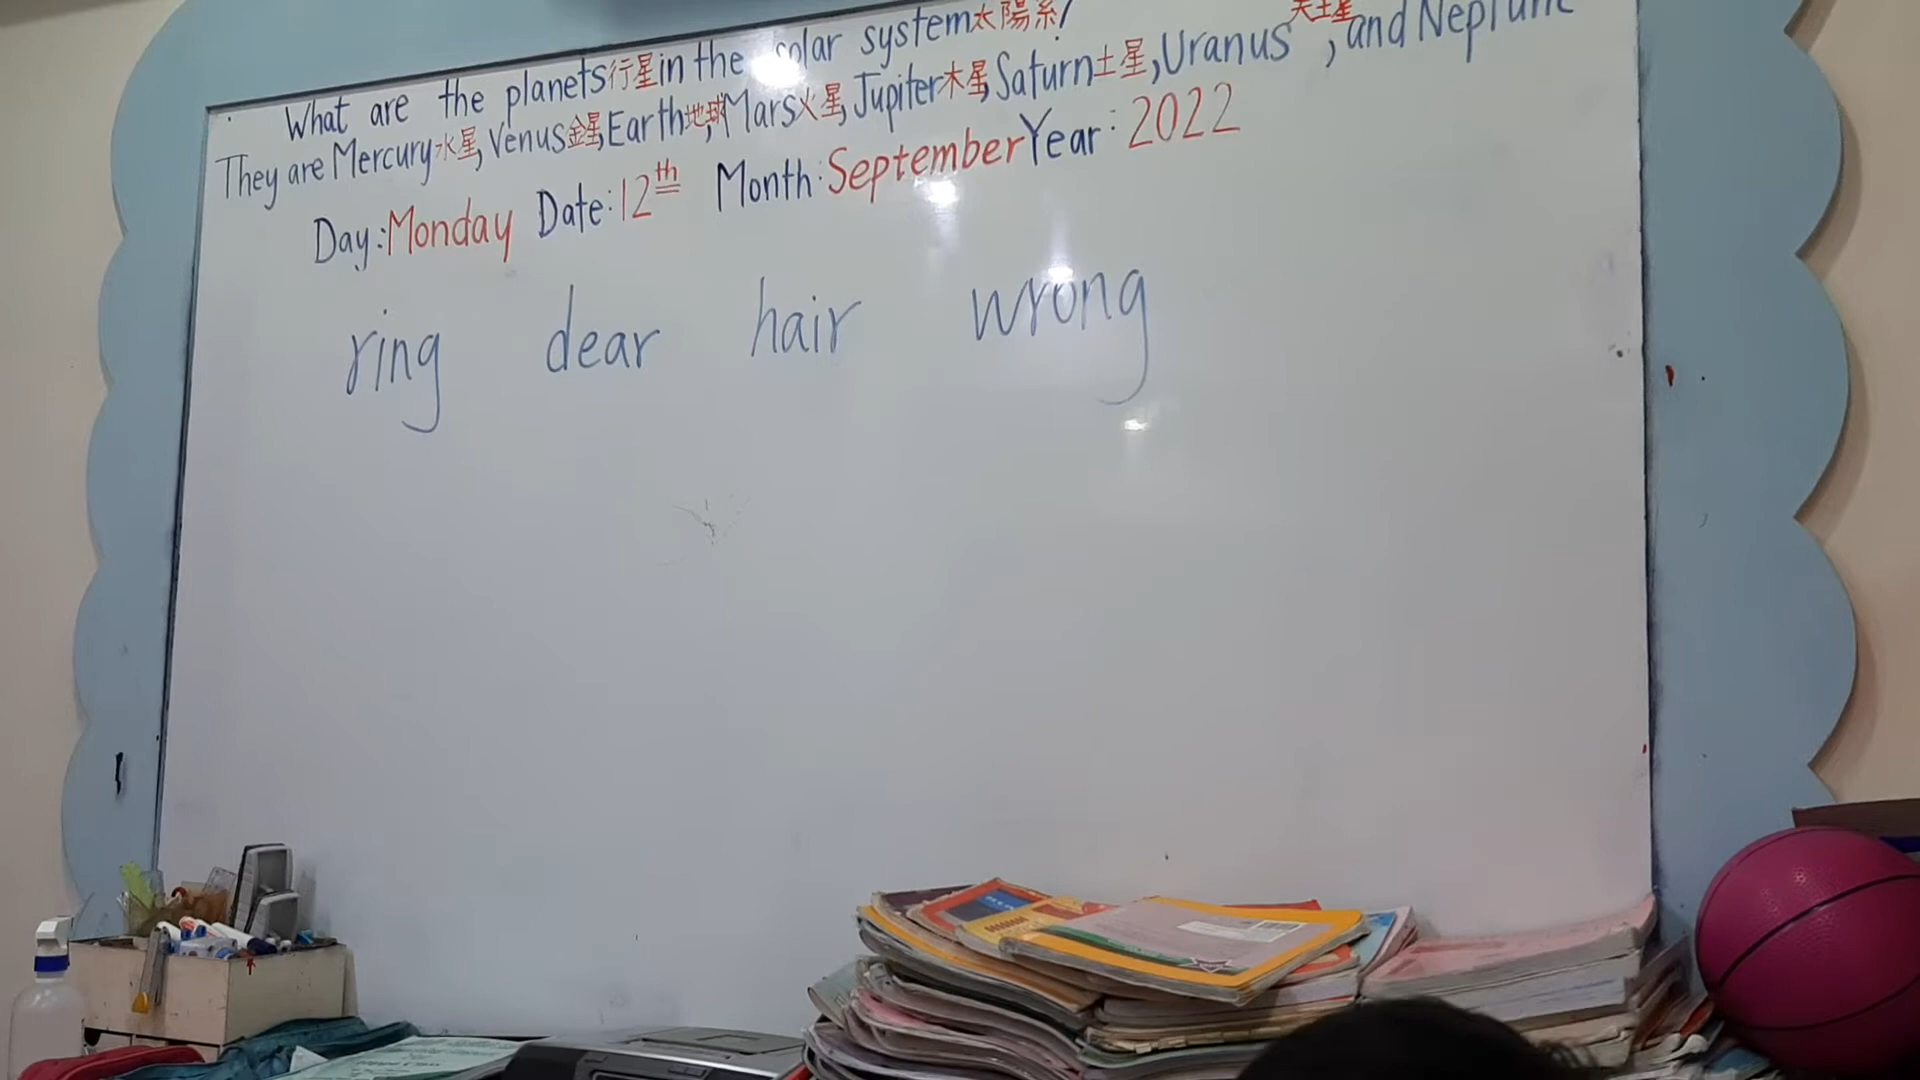 What are the planets行星in the solar system太陽系?
They are Mercury水星, Venus金星, Earth地球, Mars火星, Jupiter木星, Saturn土星, Uranus天王星, and Neptune
Day:Monday Date:12th Month:September Year:2022
ring dear hair wrong